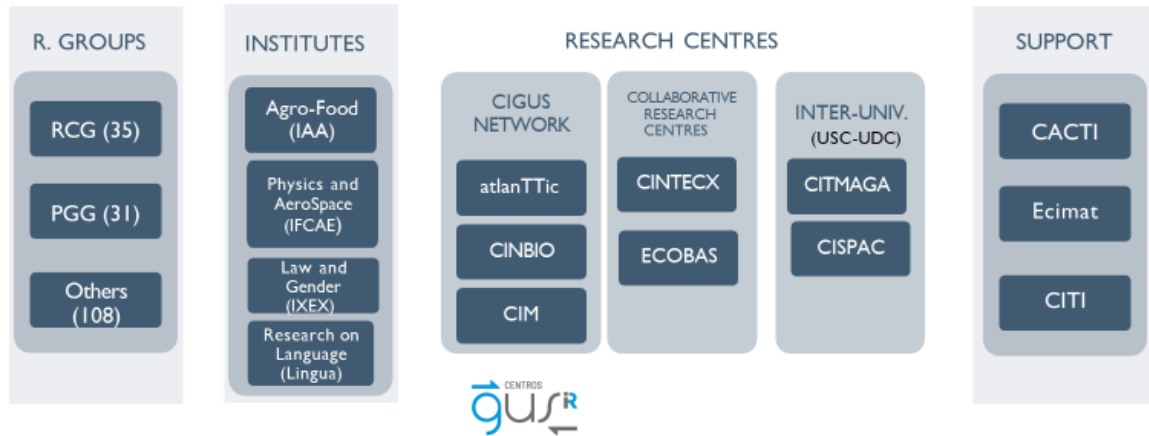 R. GROUPS
RCG (35)
PGG (31)
Others
(108)
INSTITUTES
Agro-Food
(IAA)
Physics and
AeroSpace
(IFCAE)
Law and
Gender
(IXEX)
Research on
Language
(Lingua)
RESEARCH CENTRES
CIGUS
NETWORK
atlanTTic
CINBIO
CIM
COLLABORATIVE
RESEARCH
CENTRES
CINTECX
ECOBAS
INTER-UNIV.
(USC-UDC)
CITMAGA
CISPAC
SUPPORT
CACTI
Ecimat
CITI
CENTROS